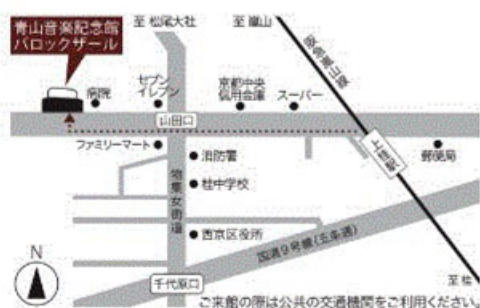 青山音楽記念館
バロックザール
至 松尾大社
至 嵐山
阪急嵐山線
病院
セブン
イレブン
京都中央
信用金庫
スーパー
山田口
ファミリーマート
消防署
上桂駅
郵便局
物集女街道
桂中学校
西京区役所
国道9号線(五条通)
N
千代原口
至 桂
ご来館の際は公共の交通機関をご利用ください。